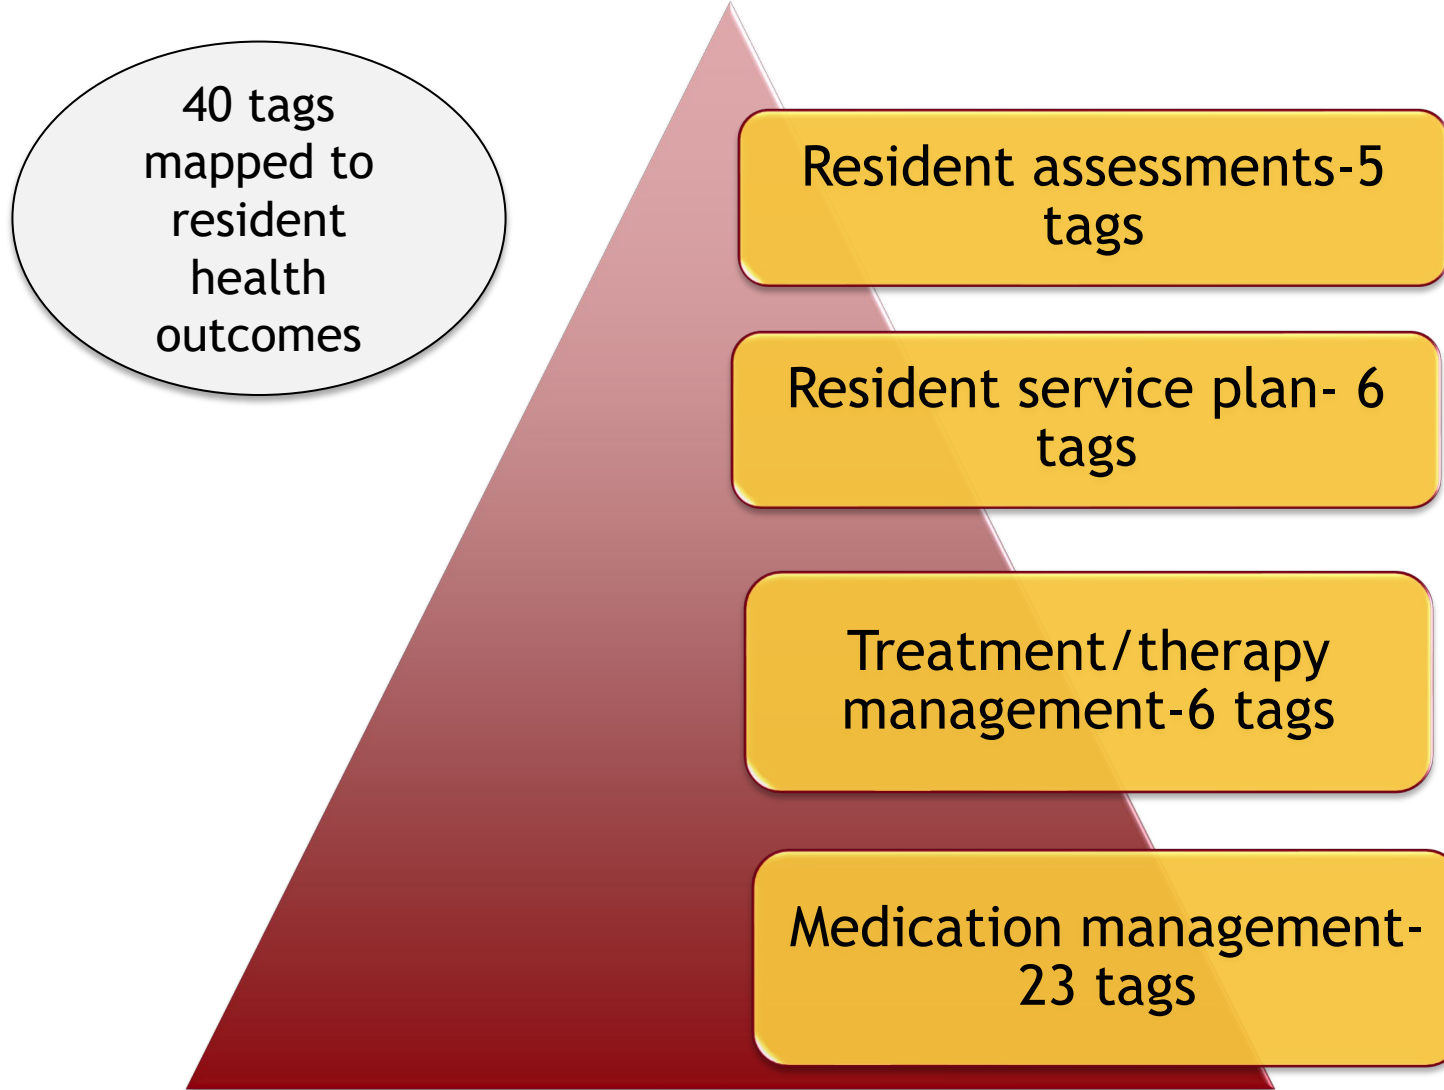 40 tags
mapped to
resident
health
outcomes
Resident assessments-5
tags
Resident service plan- 6
tags
Treatment/therapy
management-6 tags
Medication management-
23 tags